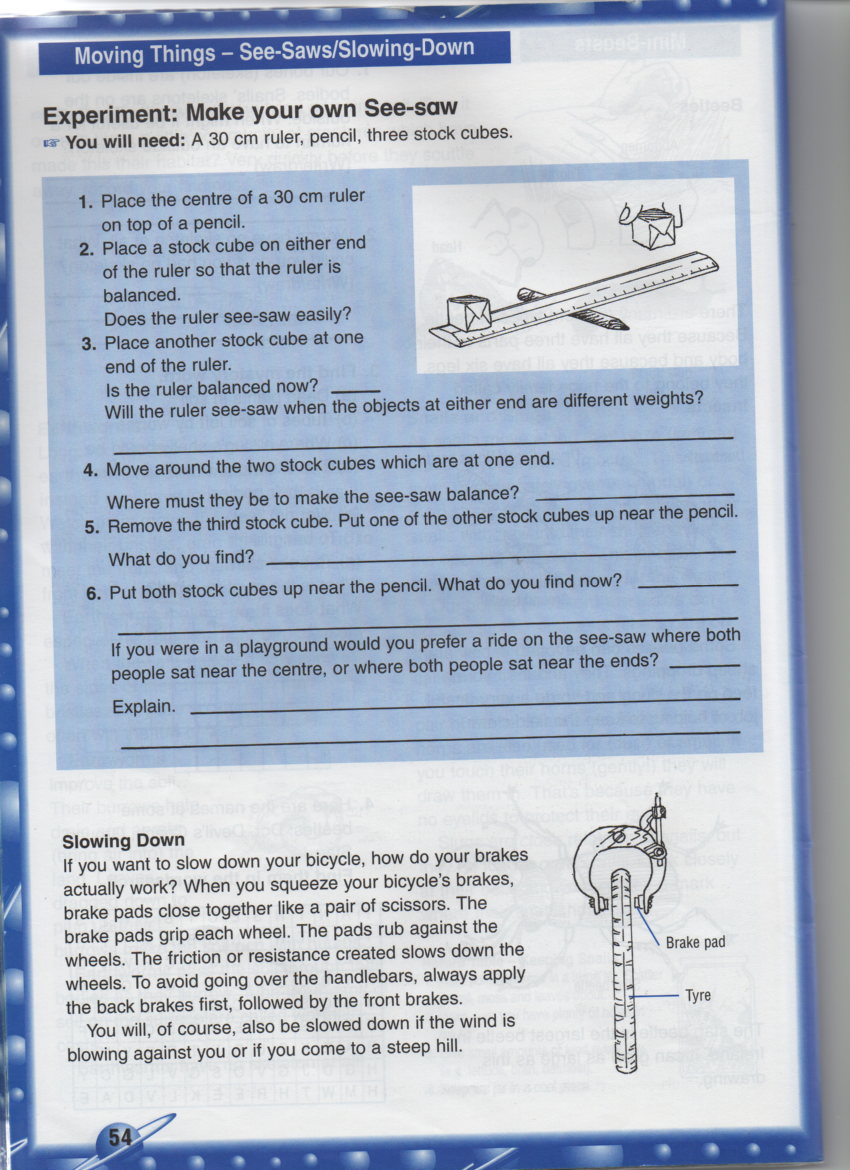 Moving Things – See-Saws/Slowing-Down
Mini-Beasts
Experiment: Make your own See-saw
☞ You will need: A 30 cm ruler, pencil, three stock cubes.
1. Place the centre of a 30 cm ruler
on top of a pencil.
2. Place a stock cube on either end
of the ruler so that the ruler is
balanced.
Does the ruler see-saw easily?
3. Place another stock cube at one
end of the ruler.
Is the ruler balanced now?
Will the ruler see-saw when the objects at either end are different weights?
4. Move around the two stock cubes which are at one end.
Where must they be to make the see-saw balance?
5. Remove the third stock cube. Put one of the other stock cubes up near the pencil.
What do you find?
6. Put both stock cubes up near the pencil. What do you find now?
If you were in a playground would you prefer a ride on the see-saw where both
people sat near the centre, or where both people sat near the ends?
Explain.
Slowing Down
If you want to slow down your bicycle, how do your brakes
actually work? When you squeeze your bicycle's brakes,
brake pads close together like a pair of scissors. The
brake pads grip each wheel. The pads rub against the
wheels. The friction or resistance created slows down the
wheels. To avoid going over the handlebars, always apply
the back brakes first, followed by the front brakes.
You will, of course, also be slowed down if the wind is
blowing against you or if you come to a steep hill.
Brake pad
Tyre
54